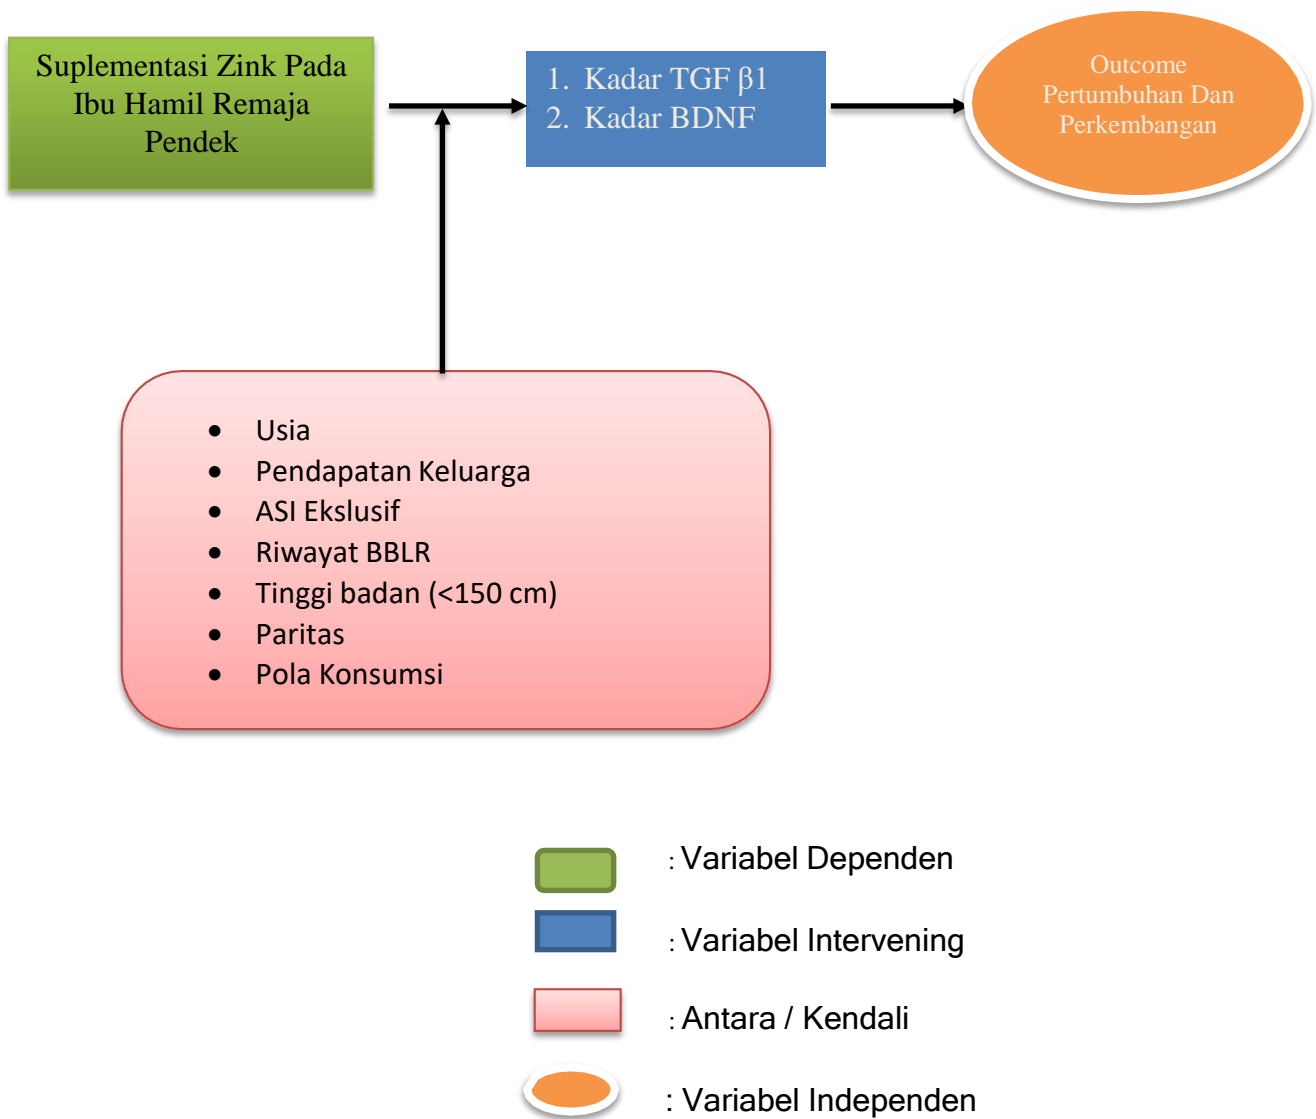 Suplementasi Zink Pada
Ibu Hamil Remaja
Pendek
1. Kadar TGF β1
2. Kadar BDNF
Outcome
Pertumbuhan Dan
Perkembangan
• Usia
• Pendapatan Keluarga
• ASI Ekslusif
• Riwayat BBLR
• Tinggi badan (<150 cm)
• Paritas
• Pola Konsumsi
: Variabel Dependen
: Variabel Intervening
: Antara / Kendali
: Variabel Independen